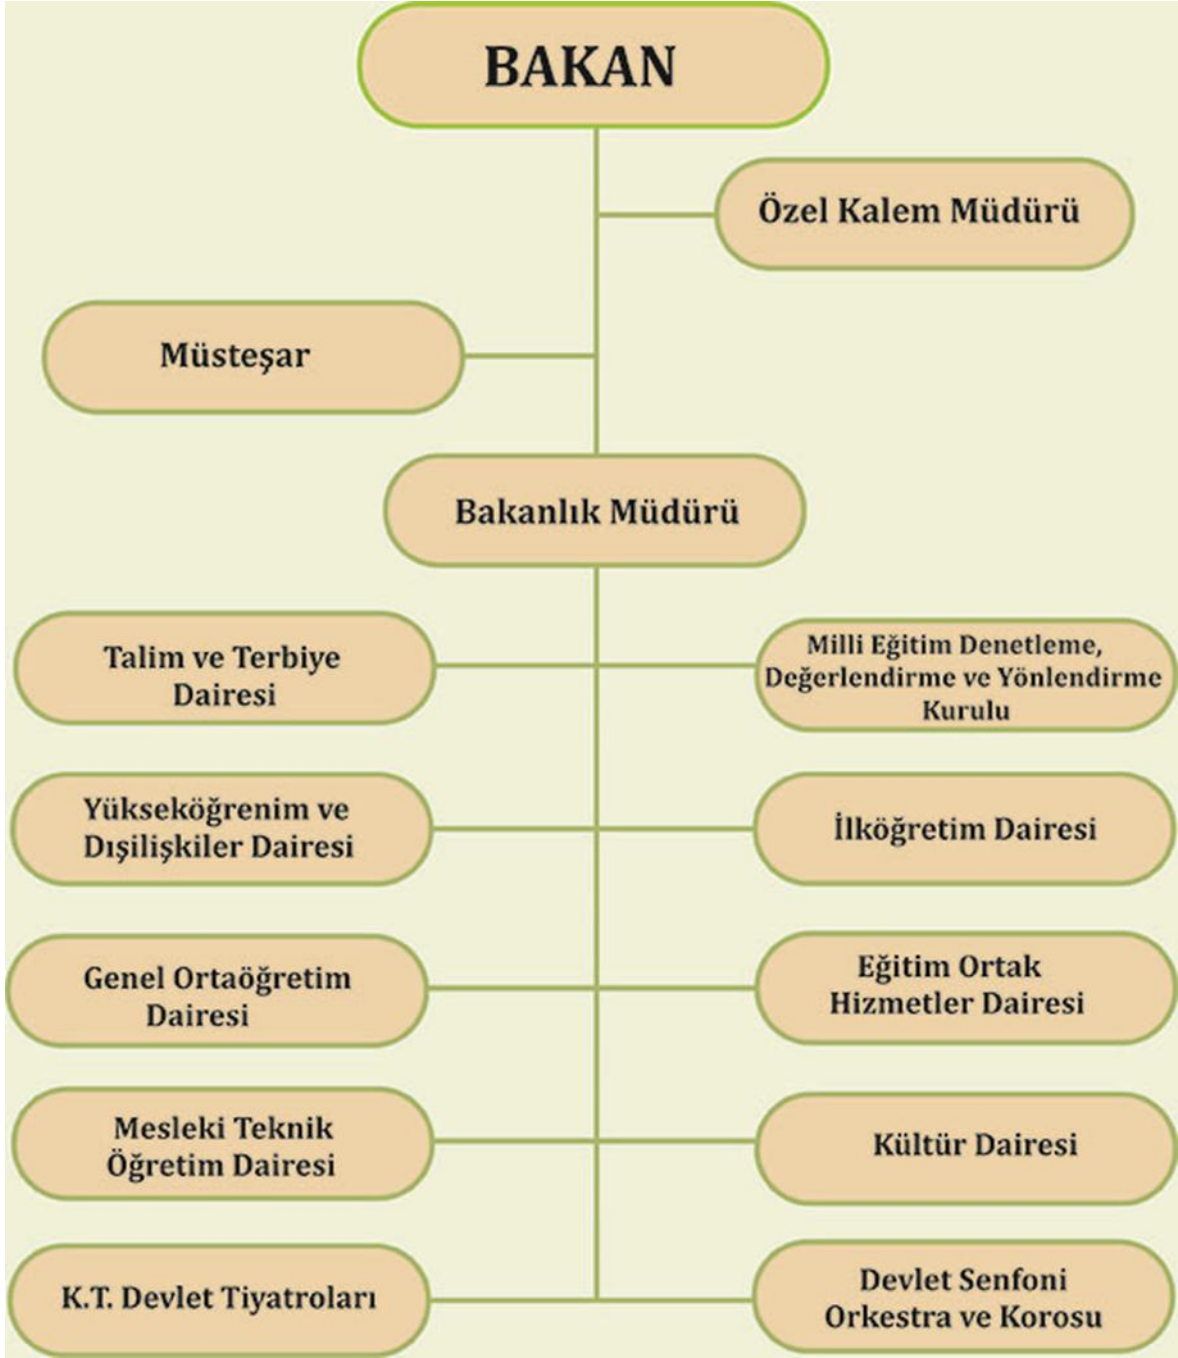 BAKAN
Özel Kalem Müdürü
Müsteşar
Bakanlık Müdürü
Talim ve Terbiye
Dairesi
Milli Eğitim Denetleme,
Değerlendirme ve Yönlendirme
Kurulu
Yükseköğrenim ve
Dışilişkiler Dairesi
İlköğretim Dairesi
Genel Ortaöğretim
Dairesi
Eğitim Ortak
Hizmetler Dairesi
Mesleki Teknik
Öğretim Dairesi
Kültür Dairesi
K.T. Devlet Tiyatroları
Devlet Senfoni
Orkestra ve Korosu